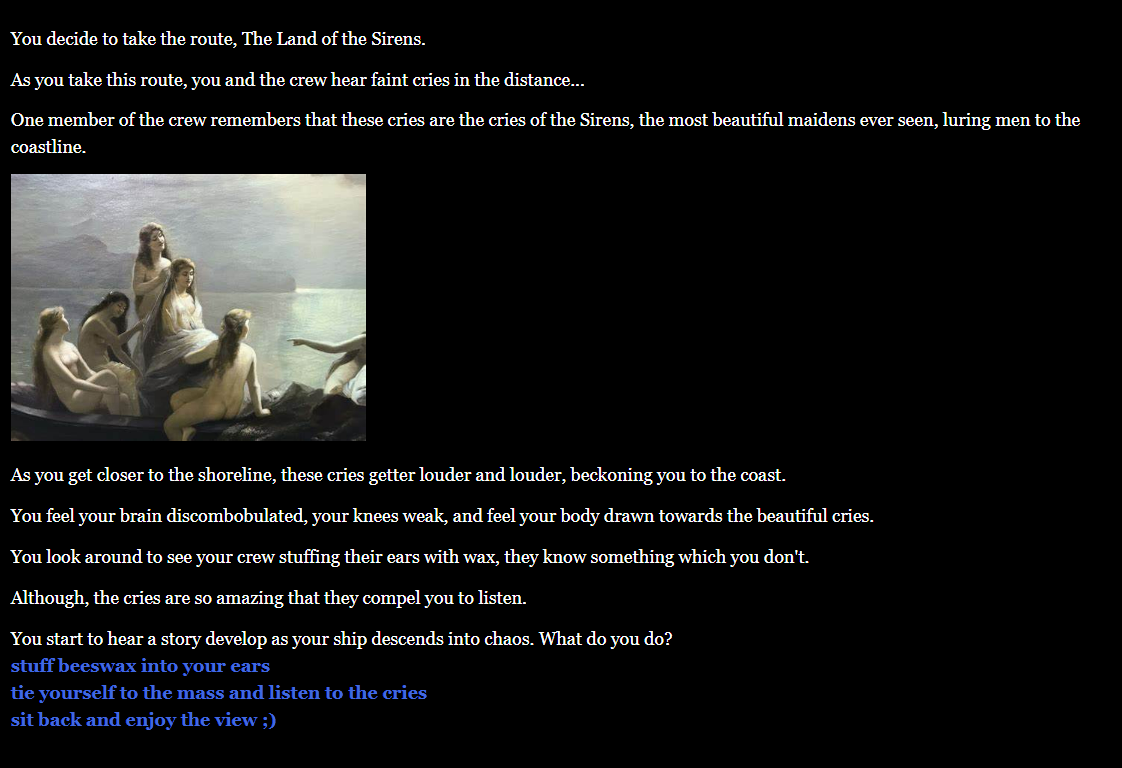 You decide to take the route, The Land of the Sirens.
As you take this route, you and the crew hear faint cries in the distance...
One member of the crew remembers that these cries are the cries of the Sirens, the most beautiful maidens ever seen, luring men to the
coastline.
As you get closer to the shoreline, these cries getter louder and louder, beckoning you to the coast.
You feel your brain discombobulated, your knees weak, and feel your body drawn towards the beautiful cries.
You look around to see your crew stuffing their ears with wax, they know something which you don't.
Although, the cries are so amazing that they compel you to listen.
You start to hear a story develop as your ship descends into chaos. What do you do?
stuff beeswax into your ears
tie yourself to the mass and listen to the cries
sit back and enjoy the view ;)